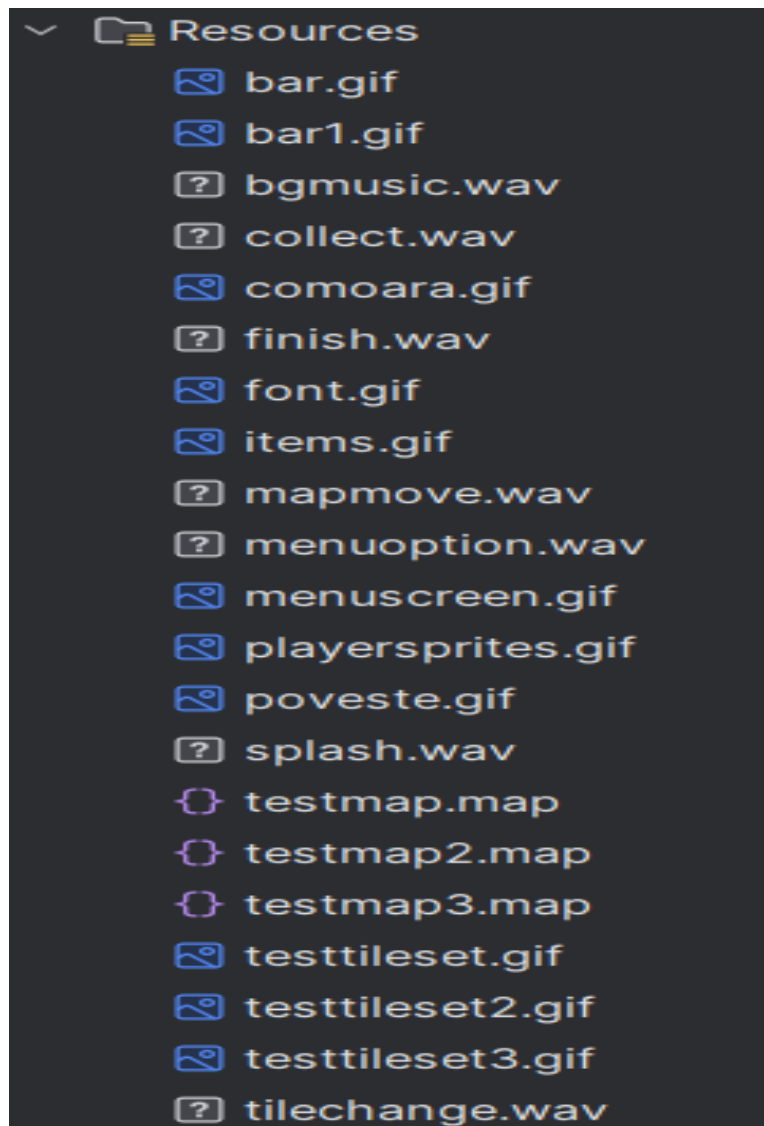 Resources
bar.gif
bar1.gif
bgmusic.wav
collect.wav
comoara.gif
finish.wav
font.gif
items.gif
mapmove.wav
menuoption.wav
menuscreen.gif
playersprites.gif
poveste.gif
splash.wav
testmap.map
testmap2.map
testmap3.map
testtileset.gif
testtileset2.gif
testtileset3.gif
tilechange.wav